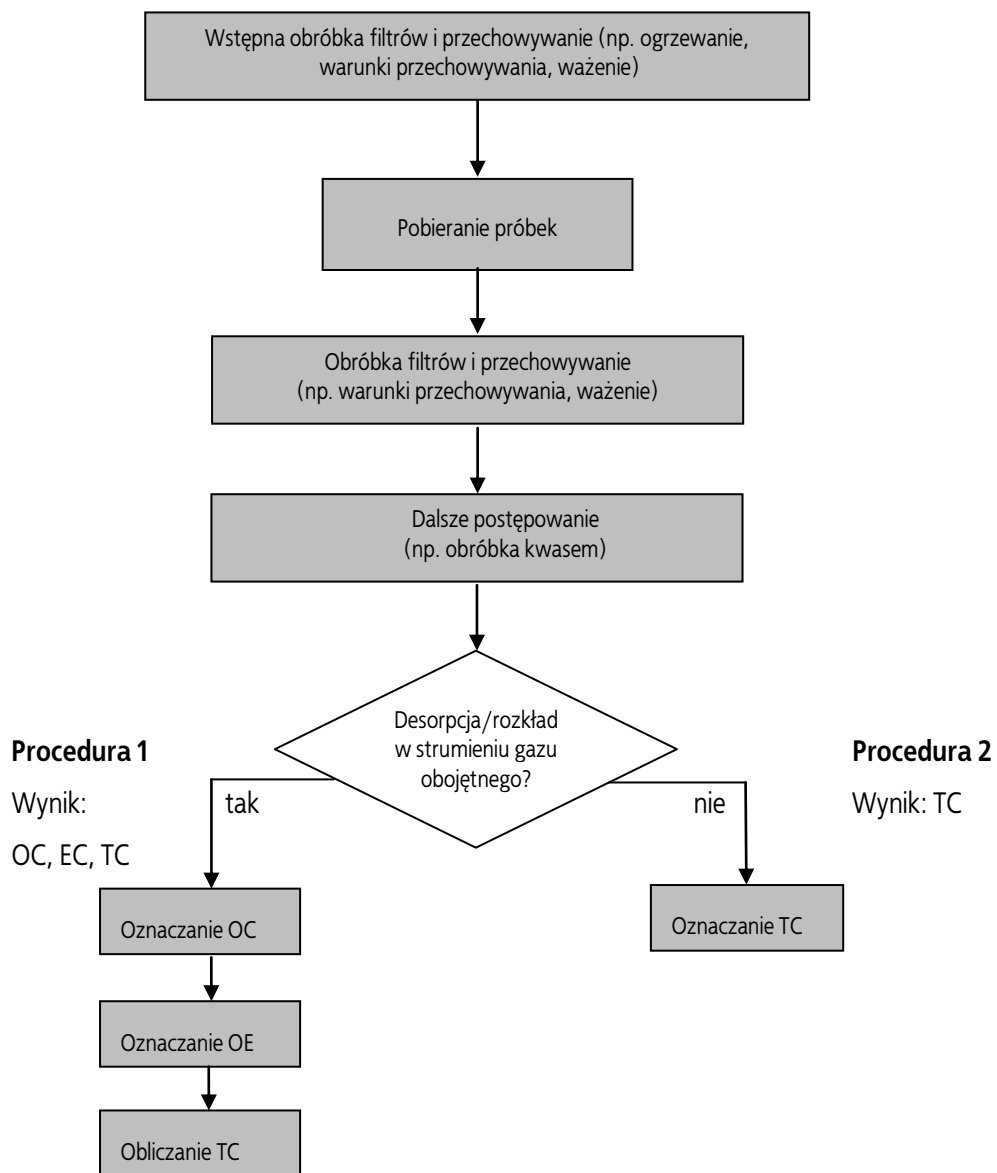 Wstępna obróbka filtrów i przechowywanie (np. ogrzewanie,
warunki przechowywania, ważenie)
Pobieranie próbek
Obróbka filtrów i przechowywanie
(np. warunki przechowywania, ważenie)
Dalsze postępowanie
(np. obróbka kwasem)
Desorpcja/rozkład
w strumieniu gazu
obojętnego?
Procedura 1
Wynik:
OC, EC, TC
tak
nie
Procedura 2
Wynik: TC
Oznaczanie OC
Oznaczanie TC
Oznaczanie OE
Obliczanie TC